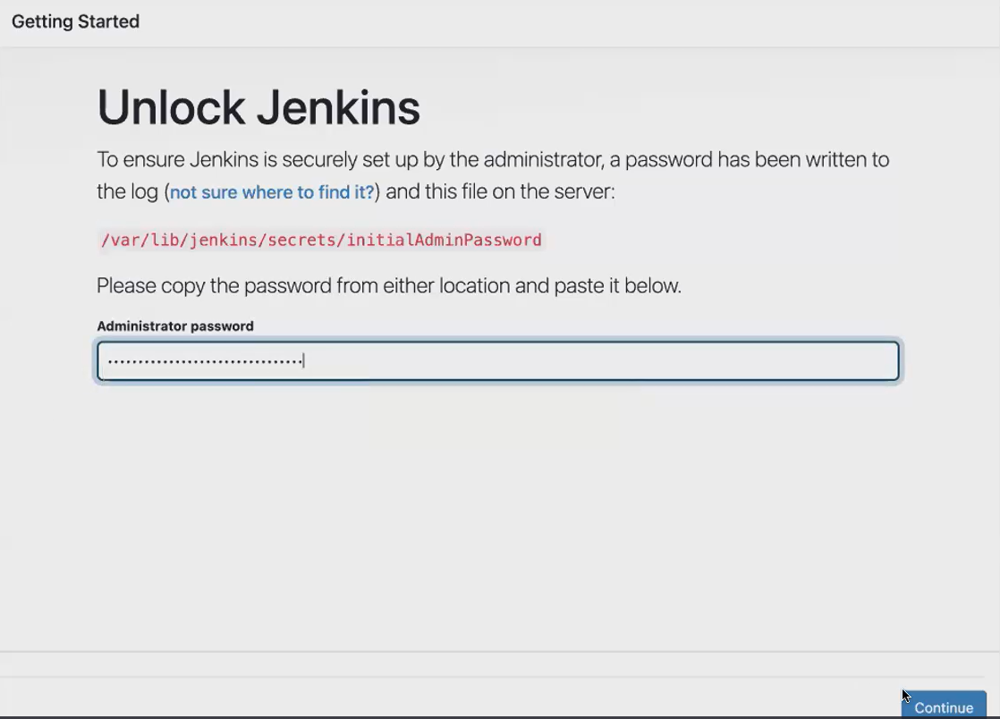 Getting Started
Unlock Jenkins
To ensure Jenkins is securely set up by the administrator, a password has been written to
the log (not sure where to find it?) and this file on the server:
/var/lib/jenkins/secrets/initialAdminPassword
Please copy the password from either location and paste it below.
Administrator password
••••••••••••••••••••••••••••••••
Continue